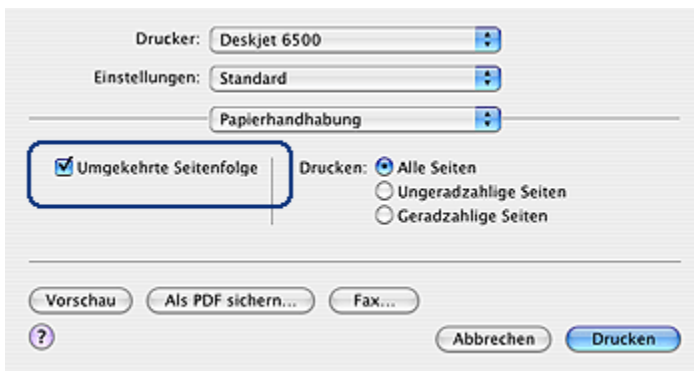 Drucker: Deskjet 6500
Einstellungen: Standard
Papierhandhabung
Umgekehrte Seitenfolge Drucken: Alle Seiten
Ungeradzahlige Seiten
Geradzahlige Seiten
Vorschau Als PDF sichern... Fax...
? Abbrechen Drucken